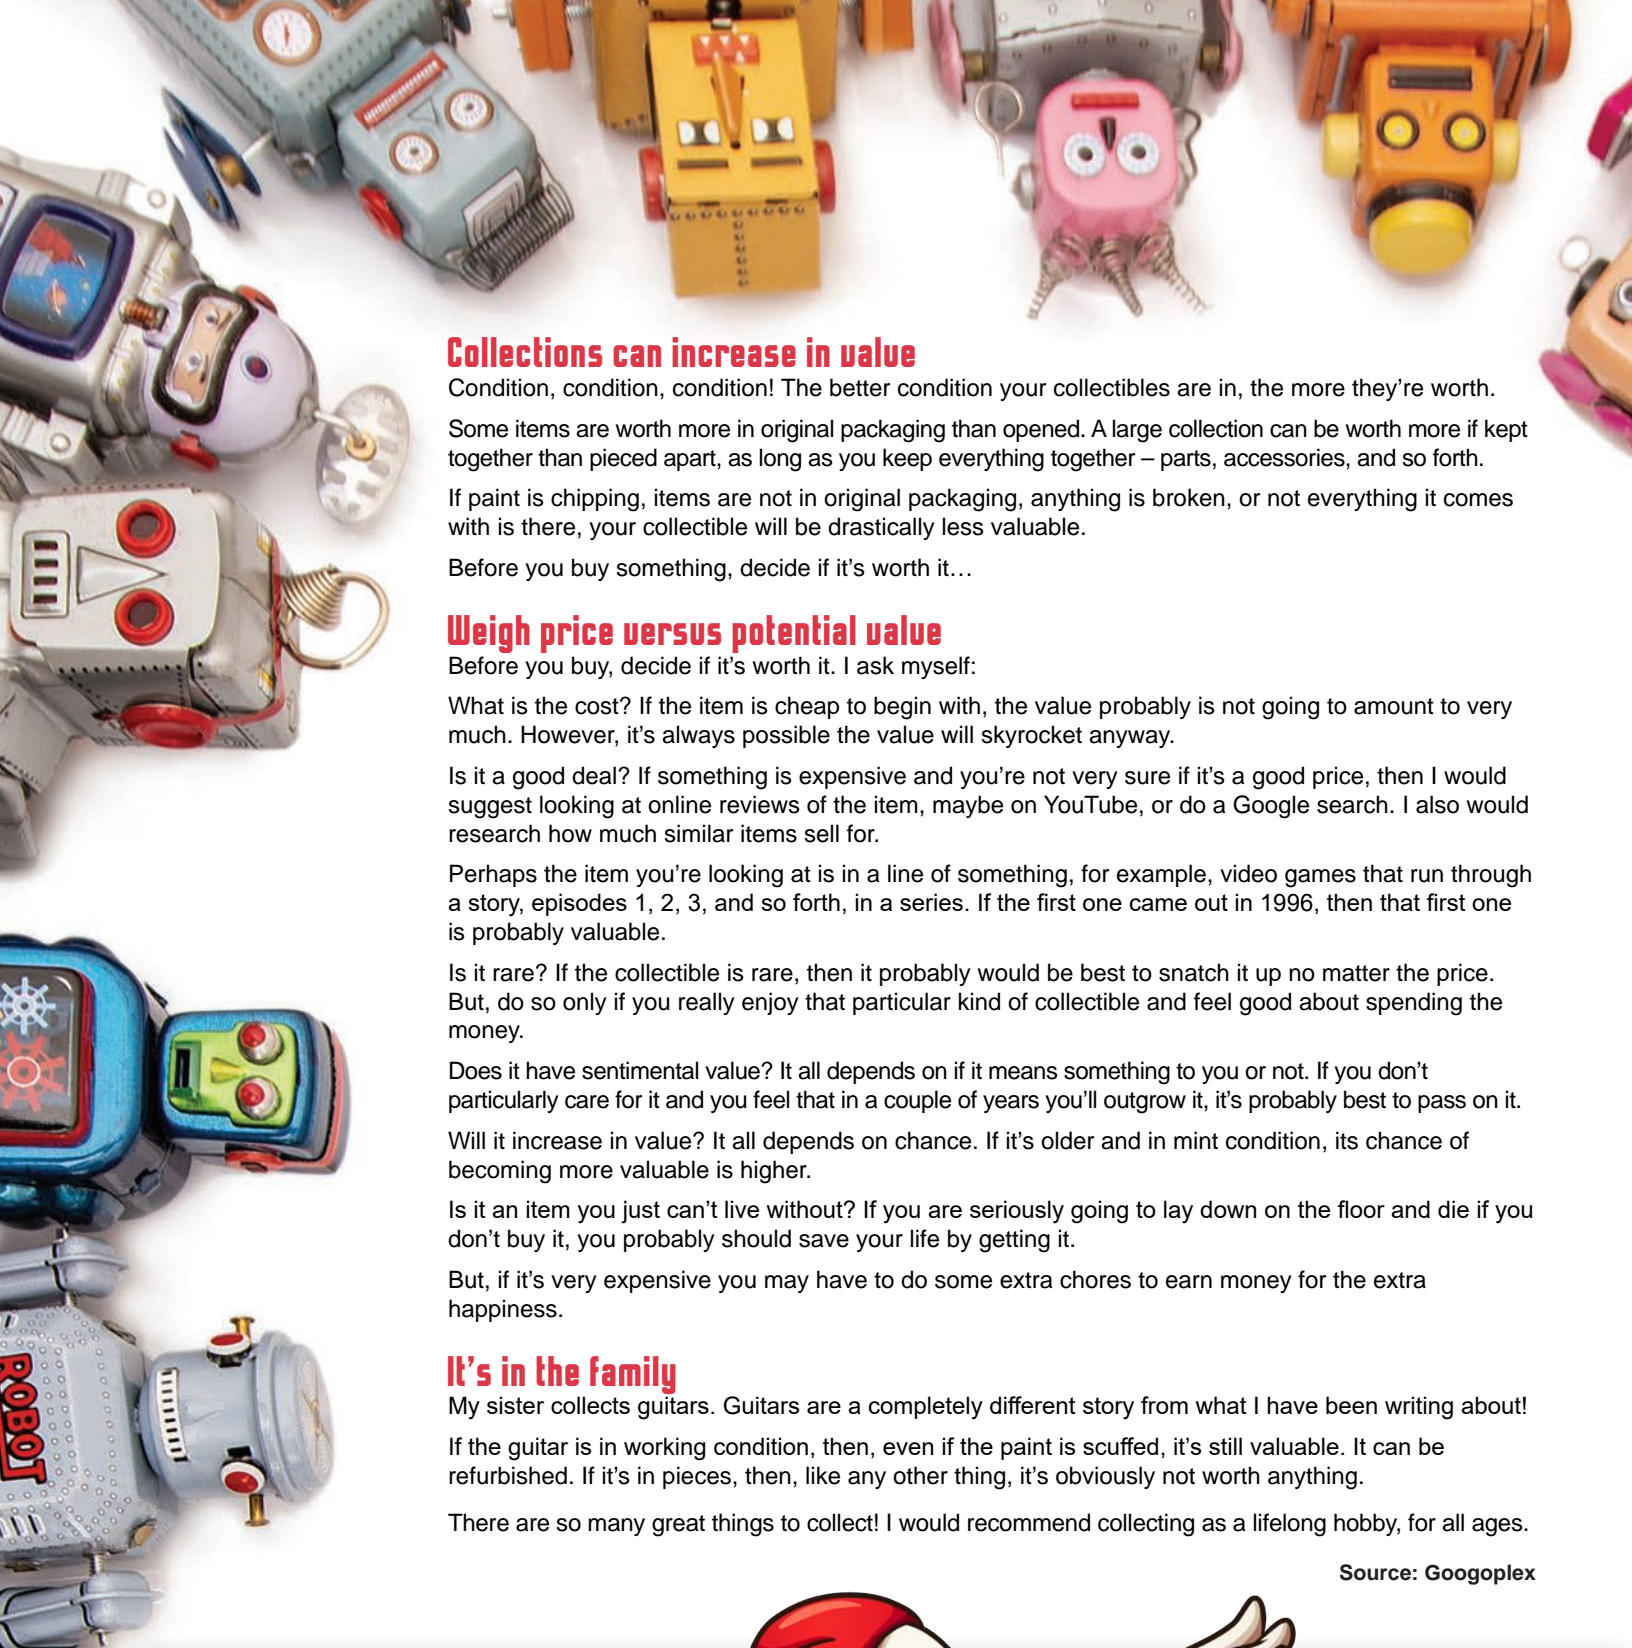 Collections can increase in value
Condition, condition, condition! The better condition your collectibles are in, the more they’re worth.
Some items are worth more in original packaging than opened. A large collection can be worth more if kept
together than pieced apart, as long as you keep everything together – parts, accessories, and so forth.
If paint is chipping, items are not in original packaging, anything is broken, or not everything it comes
with is there, your collectible will be drastically less valuable.
Before you buy something, decide if it’s worth it…
Weigh price versus potential value
Before you buy, decide if it’s worth it. I ask myself:
What is the cost? If the item is cheap to begin with, the value probably is not going to amount to very
much. However, it’s always possible the value will skyrocket anyway.
Is it a good deal? If something is expensive and you’re not very sure if it’s a good price, then I would
suggest looking at online reviews of the item, maybe on YouTube, or do a Google search. I also would
research how much similar items sell for.
Perhaps the item you’re looking at is in a line of something, for example, video games that run through
a story, episodes 1, 2, 3, and so forth, in a series. If the first one came out in 1996, then that first one
is probably valuable.
Is it rare? If the collectible is rare, then it probably would be best to snatch it up no matter the price.
But, do so only if you really enjoy that particular kind of collectible and feel good about spending the
money.
Does it have sentimental value? It all depends on if it means something to you or not. If you don’t
particularly care for it and you feel that in a couple of years you’ll outgrow it, it’s probably best to pass on it.
Will it increase in value? It all depends on chance. If it’s older and in mint condition, its chance of
becoming more valuable is higher.
Is it an item you just can’t live without? If you are seriously going to lay down on the floor and die if you
don’t buy it, you probably should save your life by getting it.
But, if it’s very expensive you may have to do some extra chores to earn money for the extra
happiness.
ROBOT
It’s in the family
My sister collects guitars. Guitars are a completely different story from what I have been writing about!
If the guitar is in working condition, then, even if the paint is scuffed, it’s still valuable. It can be
refurbished. If it’s in pieces, then, like any other thing, it’s obviously not worth anything.
There are so many great things to collect! I would recommend collecting as a lifelong hobby, for all ages.
Source: Googoplex